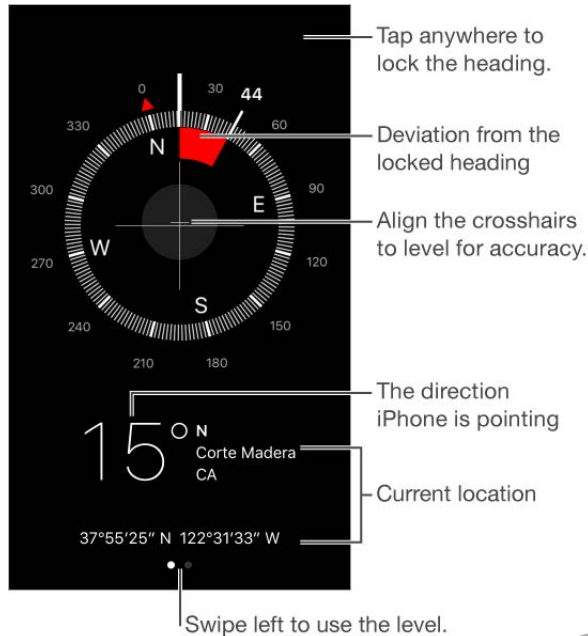 Tap anywhere to
lock the heading.
0
30
44
330
60
N
Deviation from the
locked heading
300
90
E
Align the crosshairs
to level for accuracy.
W
270
120
S
240
150
210
180
The direction
iPhone is pointing
15° N
Corte Madera
CA
Current location
37°55'25" N 122°31'33" W
Swipe left to use the level.